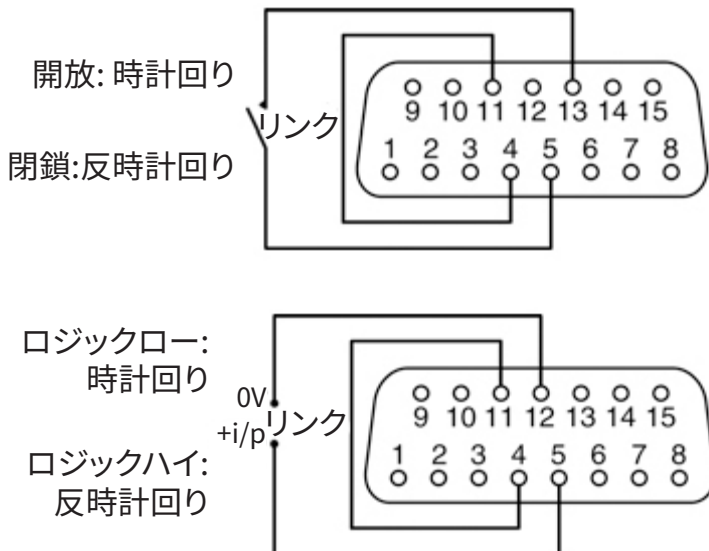 開放: 時計回り
リンク
閉鎖:反時計回り
9 10 11 12 13 14 15
1 2 3 4 5 6 7 8
ロジックロー:
時計回り
0V
+i/p
リンク
ロジックハイ:
反時計回り
9 10 11 12 13 14 15
1 2 3 4 5 6 7 8